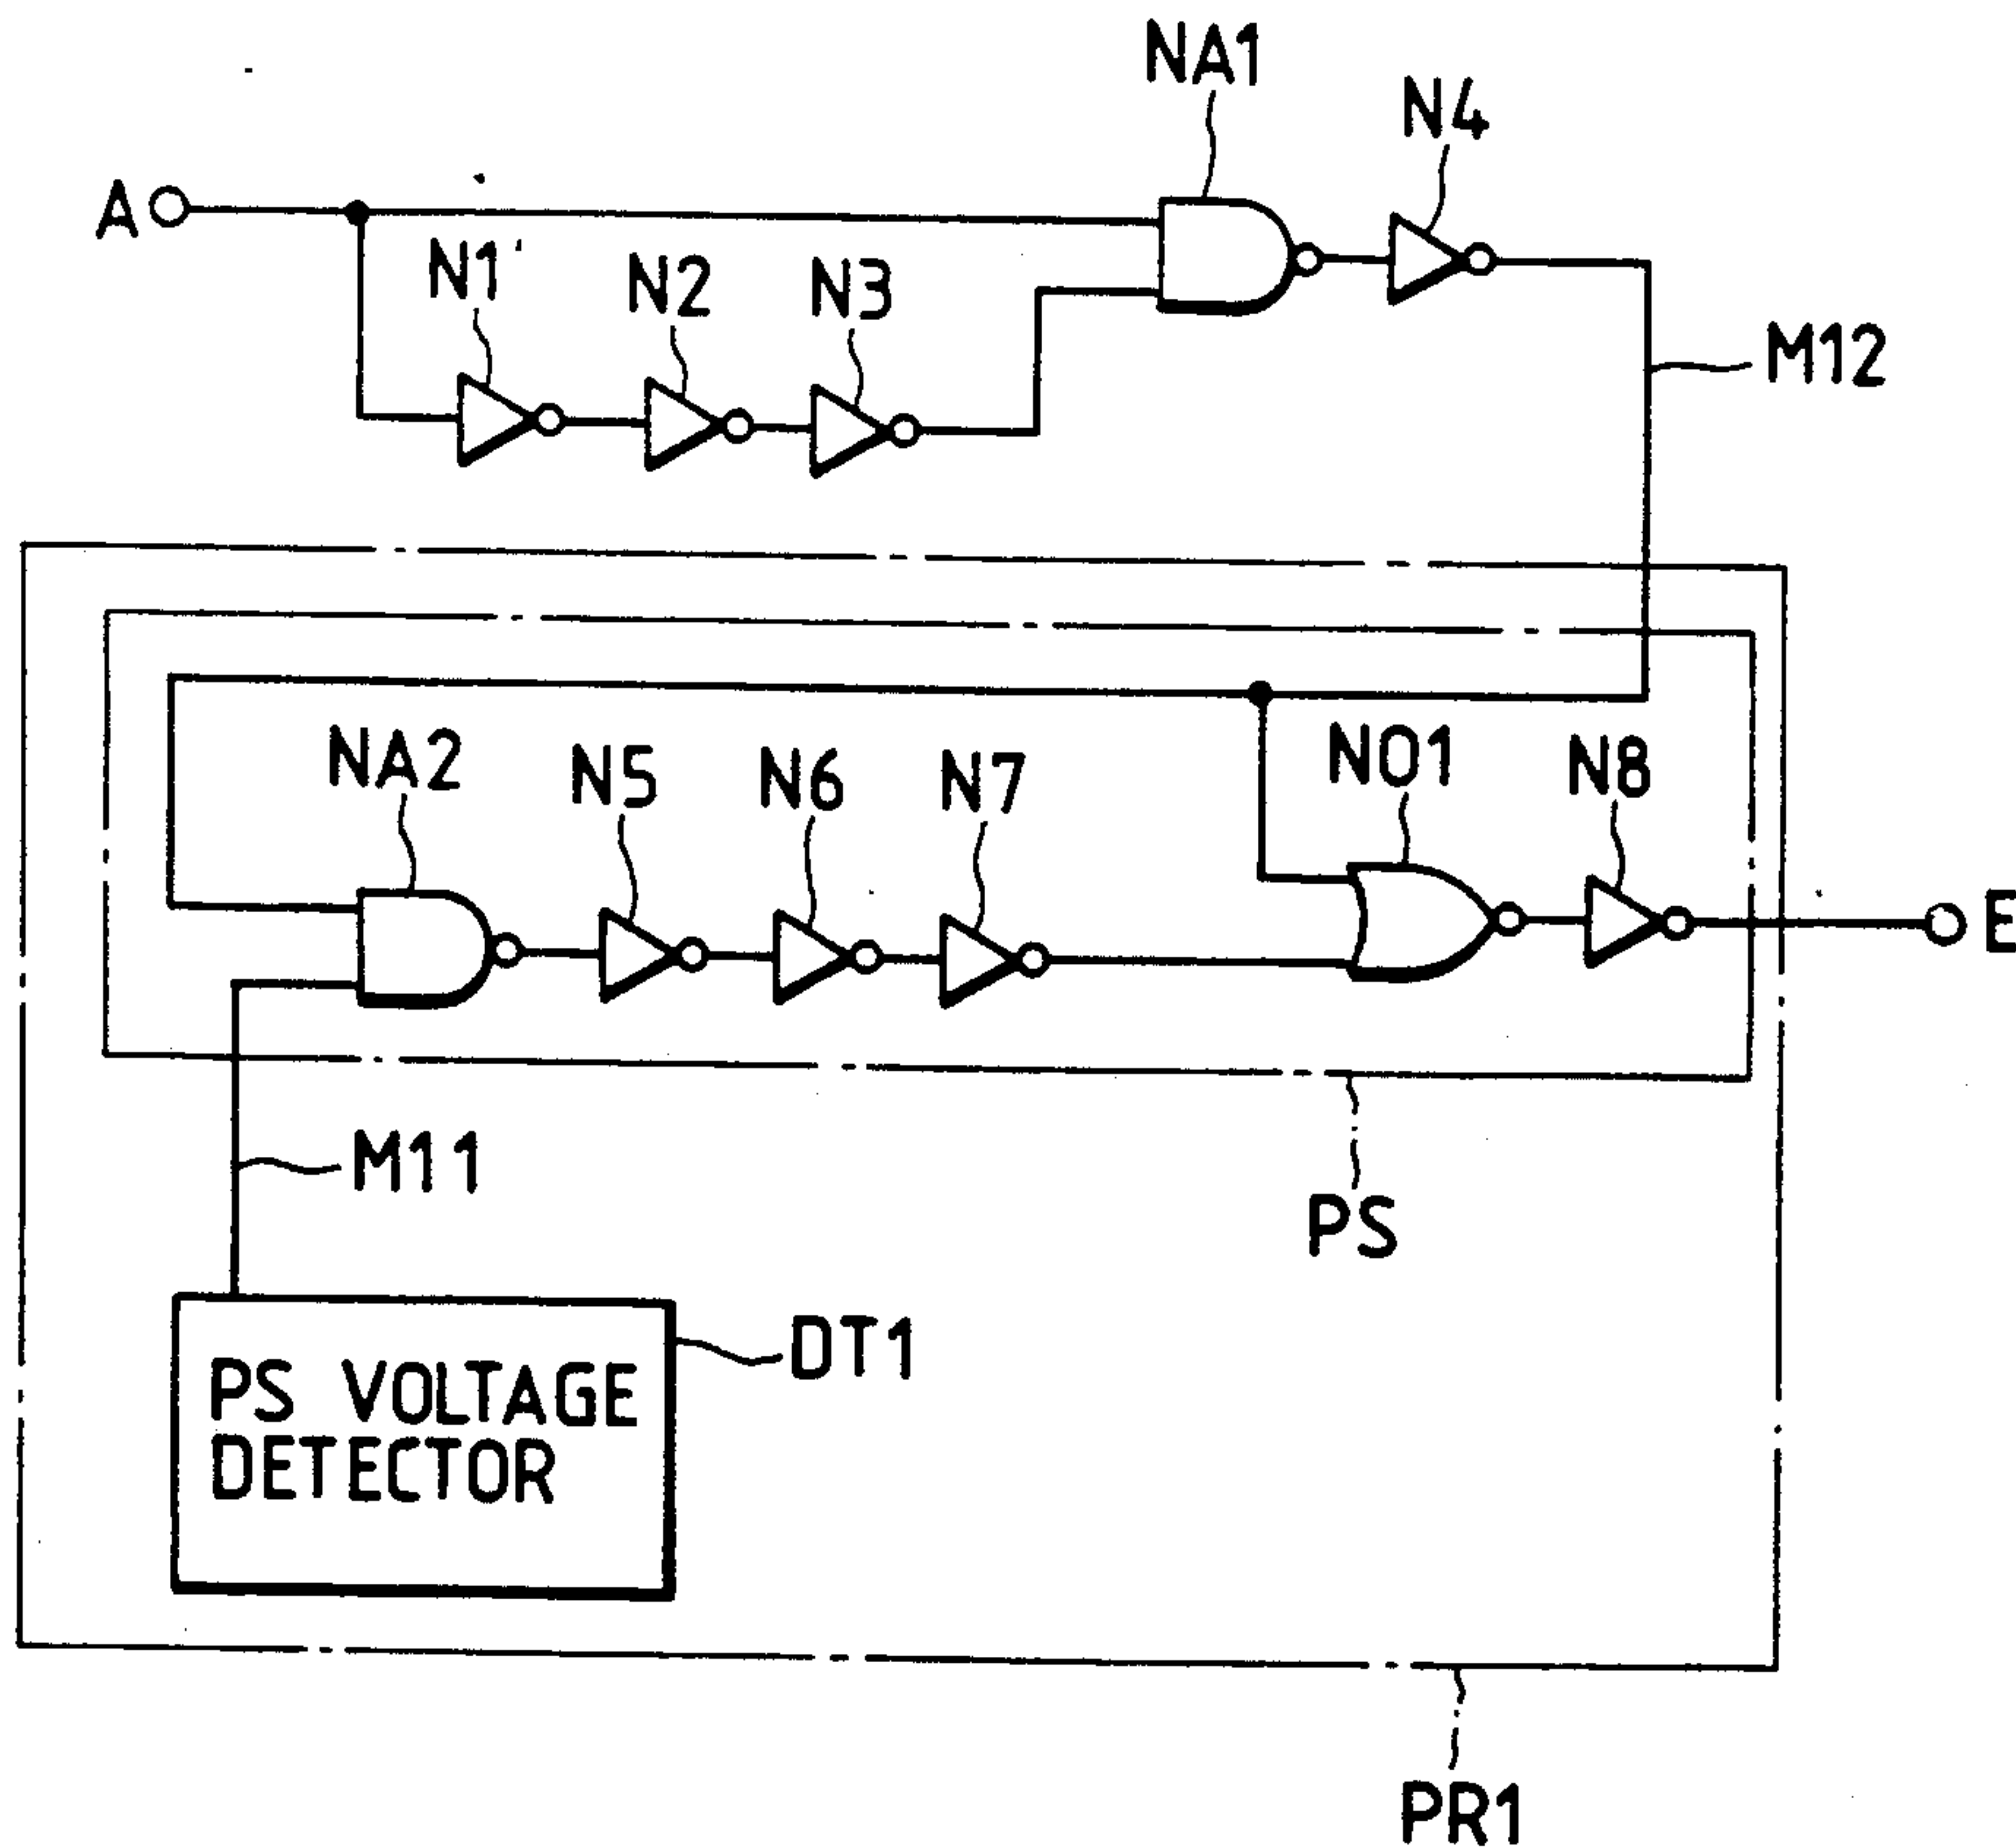 NA1
N4
A
N1
N2
N3
M12
NA2
N5
N6
N7
NO1
N8
E
M11
PS
DT1
PS VOLTAGE
DETECTOR
PR1